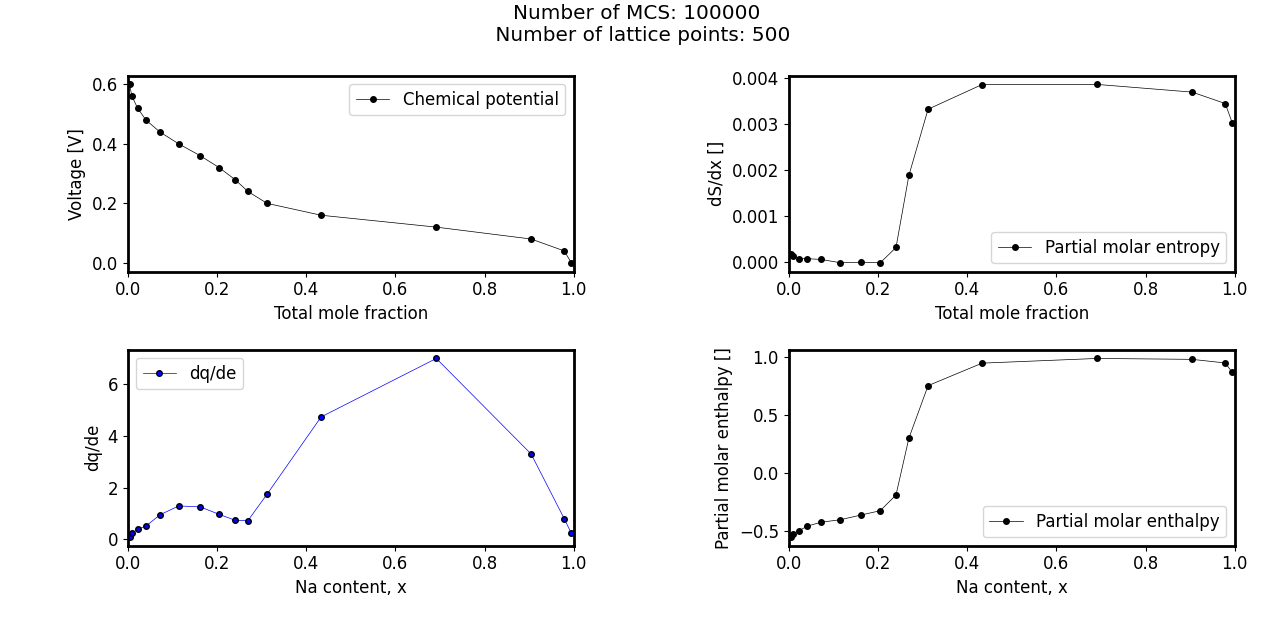 Number of MCS: 100000
Number of lattice points: 500
0.6
0.4
0.2
0.0
Voltage [V]
Chemical potential
0.0 0.2 0.4 0.6 0.8 1.0
Total mole fraction
0.004
0.003
0.002
0.001
0.000
dS/dx []
Partial molar entropy
0.0 0.2 0.4 0.6 0.8 1.0
Total mole fraction
6
4
2
0
dq/de
dq/de
0.0 0.2 0.4 0.6 0.8 1.0
Na content, x
1.0
0.5
0.0
−0.5
Partial molar enthalpy []
Partial molar enthalpy
0.0 0.2 0.4 0.6 0.8 1.0
Na content, x